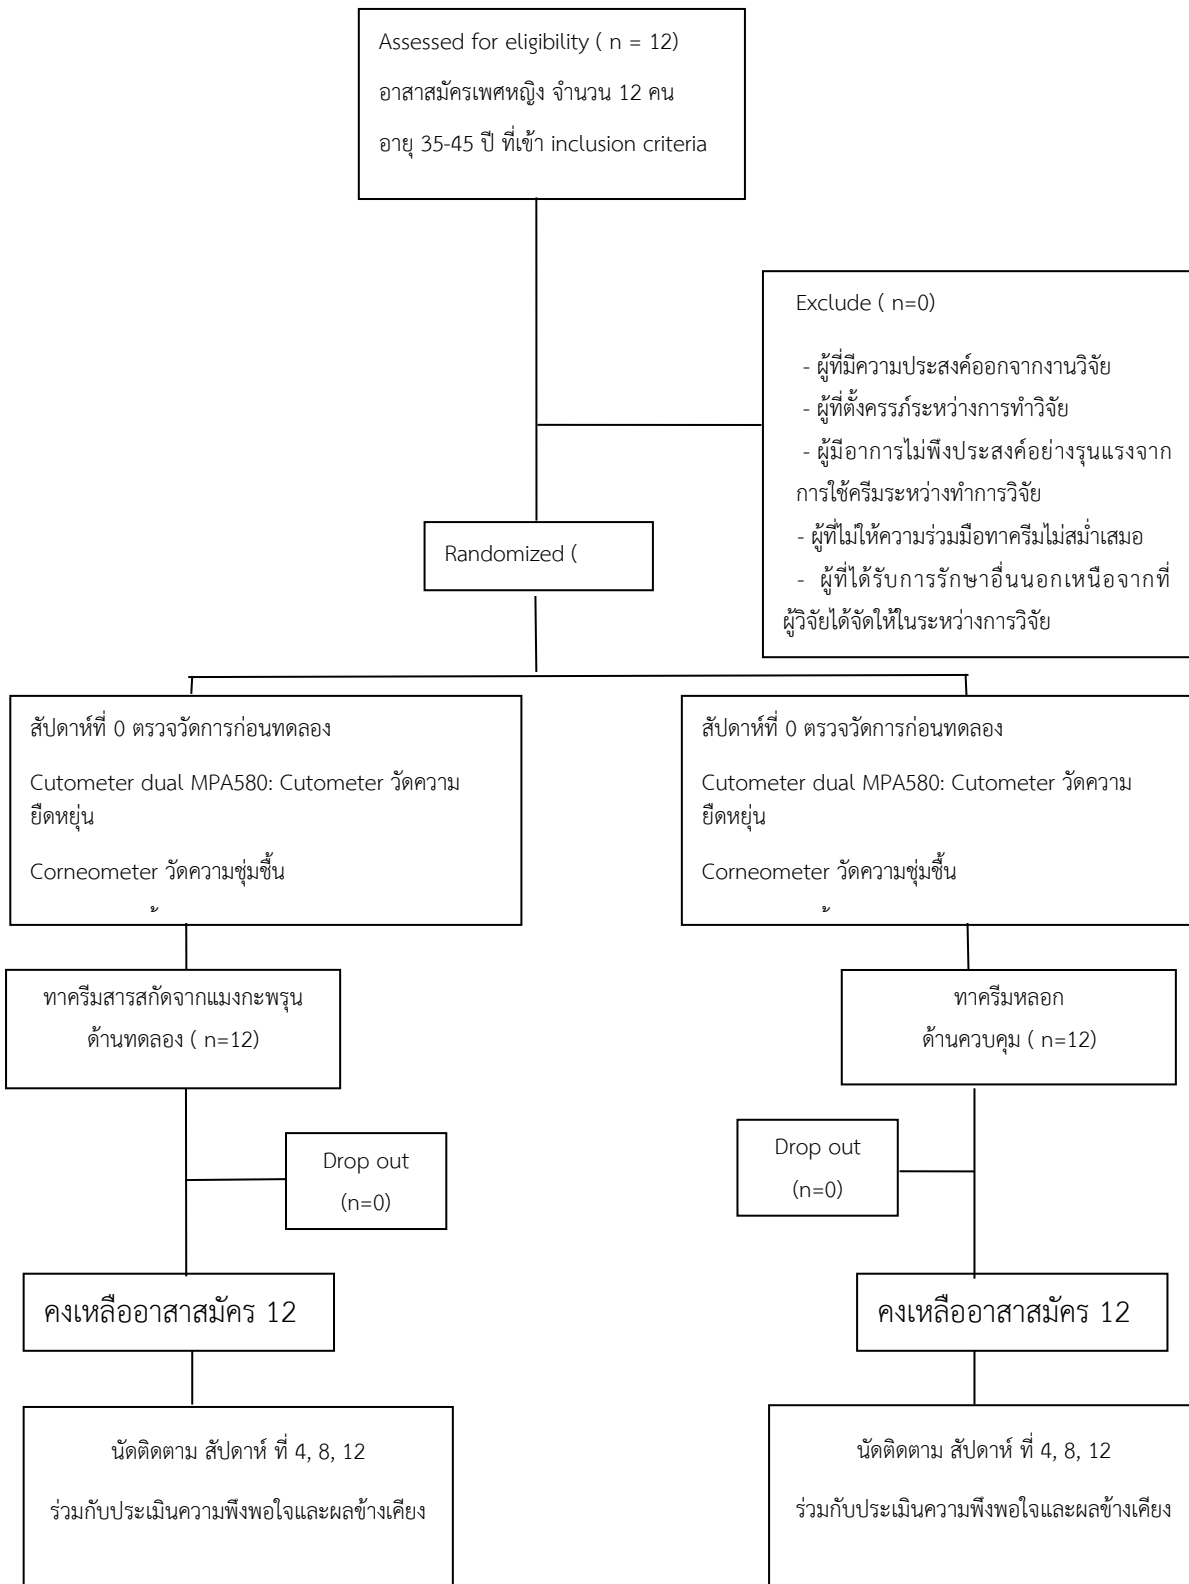 Assessed for eligibility ( n = 12)
อาสาสมัครเพศหญิง จำนวน 12 คน
อายุ 35-45 ปี ที่เข้า inclusion criteria
Exclude ( n=0)
- ผู้ที่มีความประสงค์ออกจากงานวิจัย
- ผู้ที่ตั้งครรภ์ระหว่างการทำวิจัย
- ผู้มีอาการไม่พึงประสงค์อย่างรุนแรงจาก
การใช้ครีมระหว่างทำการวิจัย
- ผู้ที่ไม่ให้ความร่วมมือทาครีมไม่สม่ำเสมอ
- ผู้ที่ได้รับการรักษาอื่นนอกเหนือจากที่
ผู้วิจัยได้จัดให้ในระหว่างการวิจัย
Randomized (
สัปดาห์ที่ 0 ตรวจวัดการก่อนทดลอง
Cutometer dual MPA580: Cutometer วัดความ
ยืดหยุ่น
Corneometer วัดความชุ่มชื้น
สัปดาห์ที่ 0 ตรวจวัดการก่อนทดลอง
Cutometer dual MPA580: Cutometer วัดความ
ยืดหยุ่น
Corneometer วัดความชุ่มชื้น
ทาครีมสารสกัดจากแมงกะพรุน
ด้านทดลอง ( n=12)
ทาครีมหลอก
ด้านควบคุม ( n=12)
Drop out
(n=0)
Drop out
(n=0)
คงเหลืออาสาสมัคร 12
คงเหลืออาสาสมัคร 12
นัดติดตาม สัปดาห์ ที่ 4, 8, 12
ร่วมกับประเมินความพึงพอใจและผลข้างเคียง
นัดติดตาม สัปดาห์ ที่ 4, 8, 12
ร่วมกับประเมินความพึงพอใจและผลข้างเคียง